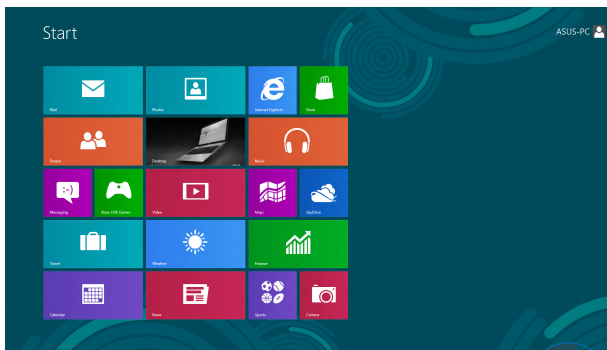 Start
ASUS-PC
Mail
Photos
Internet Explorer
Store
People
Desktop
Music
Messaging
Xbox LIVE Games
Video
Maps
SkyDrive
Travel
Weather
Finance
Calendar
News
Sports
Camera